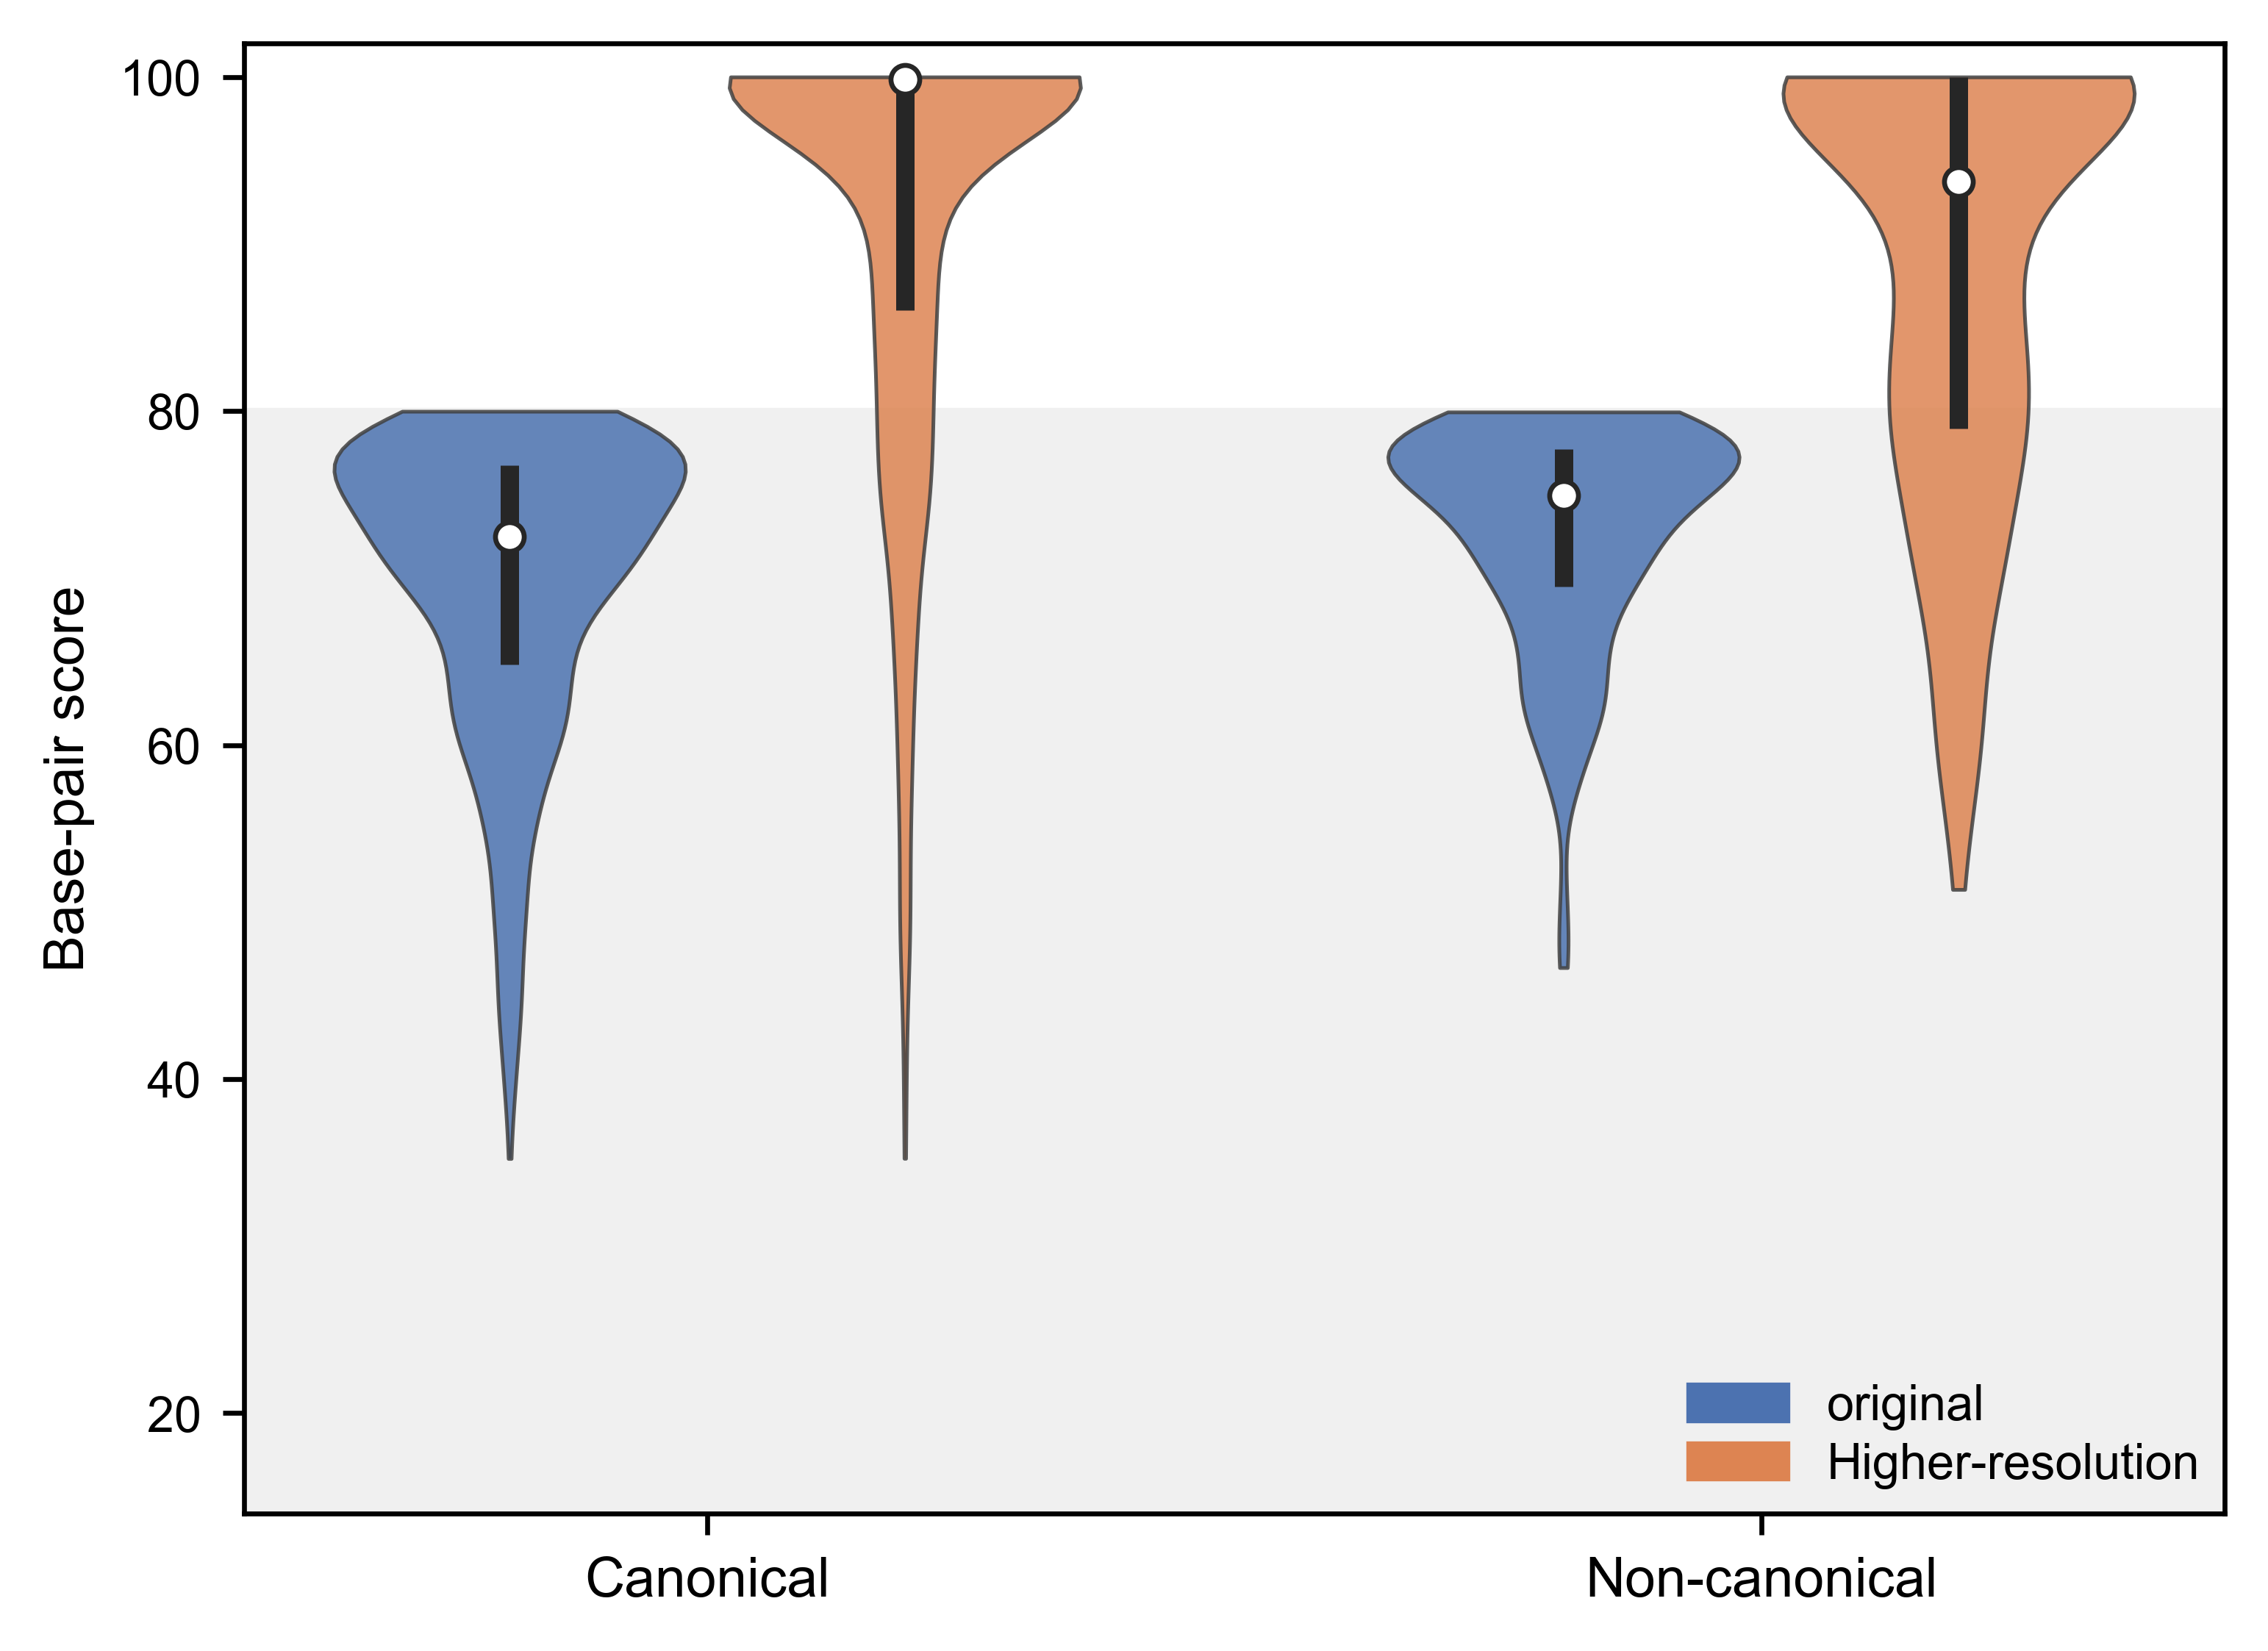 Base-pair score
100
80
60
40
20
Canonical
Non-canonical
original
Higher-resolution